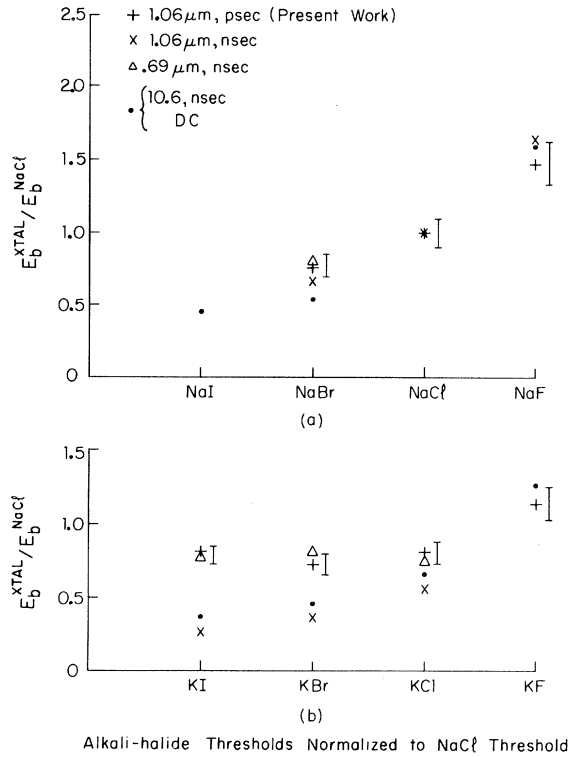 2.5
+ 1.06μm, psec (Present Work)
× 1.06μm, nsec
△ .69μm, nsec
• { 10.6, nsec
DC
2.0
1.5
1.0
0.5
0
E_b^XTAL / E_b^NaCℓ
NaI NaBr NaCℓ NaF
(a)
1.5
1.0
0.5
0
E_b^XTAL / E_b^NaCℓ
KI KBr KCl KF
(b)
Alkali-halide Thresholds Normalized to NaCℓ Threshold